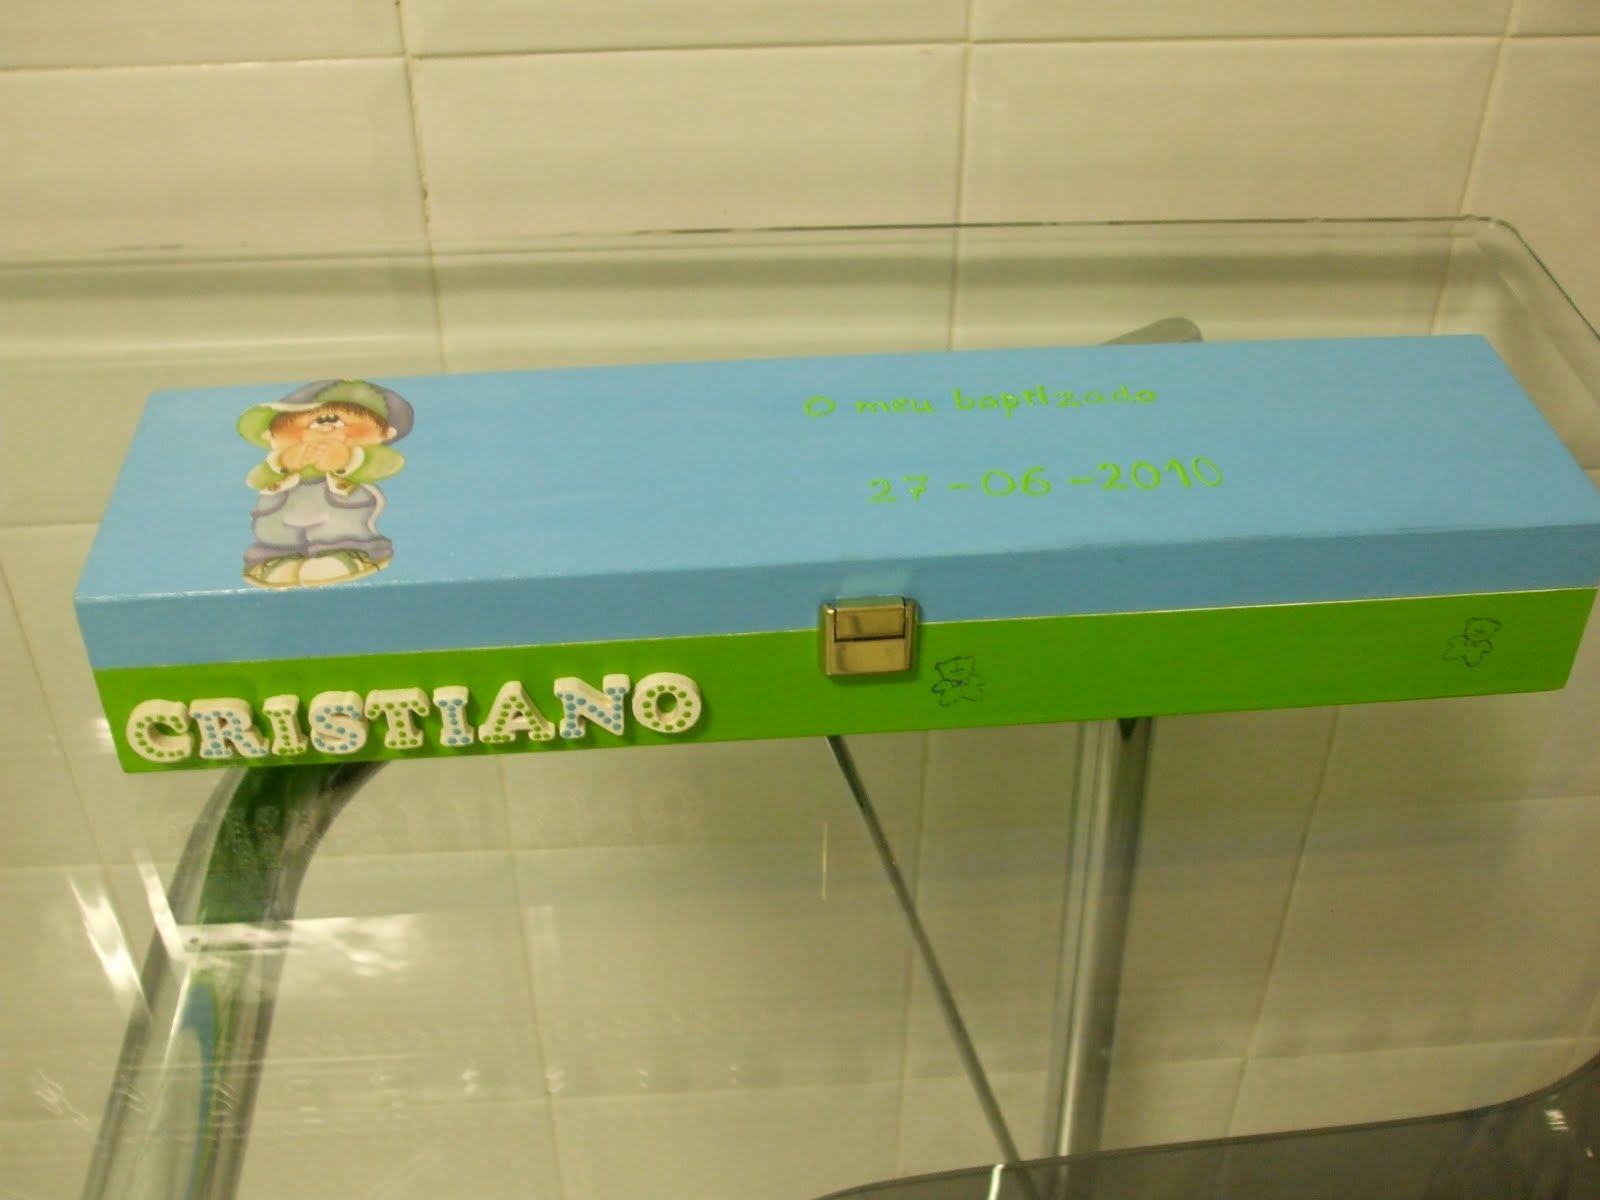 O meu baptizado
27-06-2010
CRISTIANO